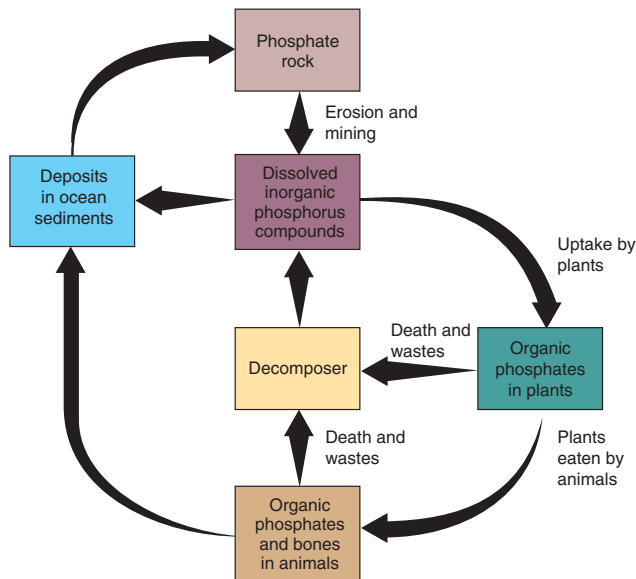 Phosphate
rock
Erosion and
mining
Deposits
in ocean
sediments
Dissolved
inorganic
phosphorus
compounds
Uptake by
plants
Death and
wastes
Decomposer
Organic
phosphates
in plants
Death and
wastes
Plants
eaten by
animals
Organic
phosphates
and bones
in animals